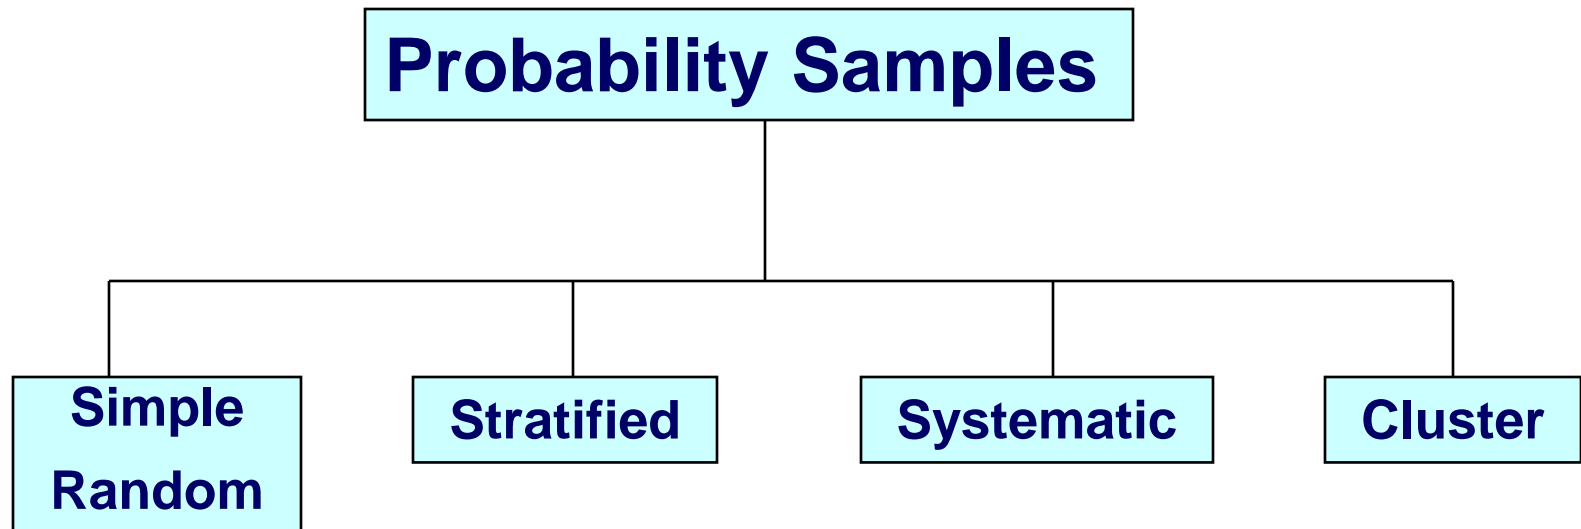 Probability Samples
Simple
Random
Stratified
Systematic
Cluster